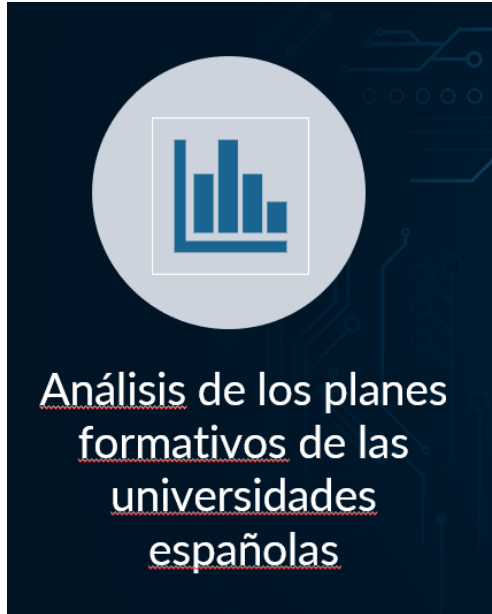 Análisis de los planes
formativos de las
universidades
españolas